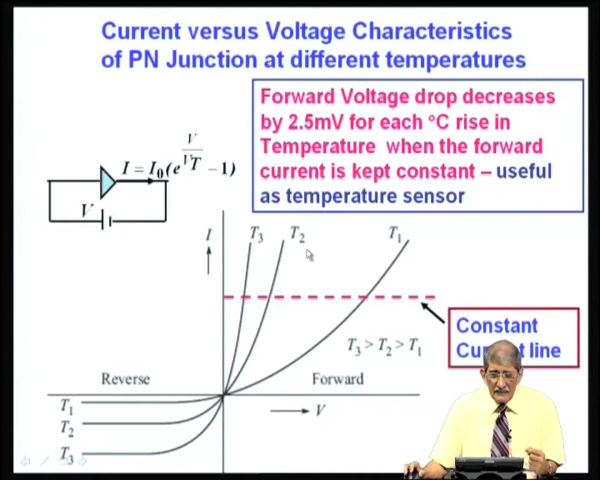 Current versus Voltage Characteristics
of PN Junction at different temperatures
Forward Voltage drop decreases
by 2.5mV for each °C rise in
Temperature when the forward
current is kept constant – useful
as temperature sensor
I = I0(e^(V/VT) – 1)
V
I
T3
T2
T1
Constant
Cu t line
T3 > T2 > T1
Reverse
Forward
V
T1
T2
T3